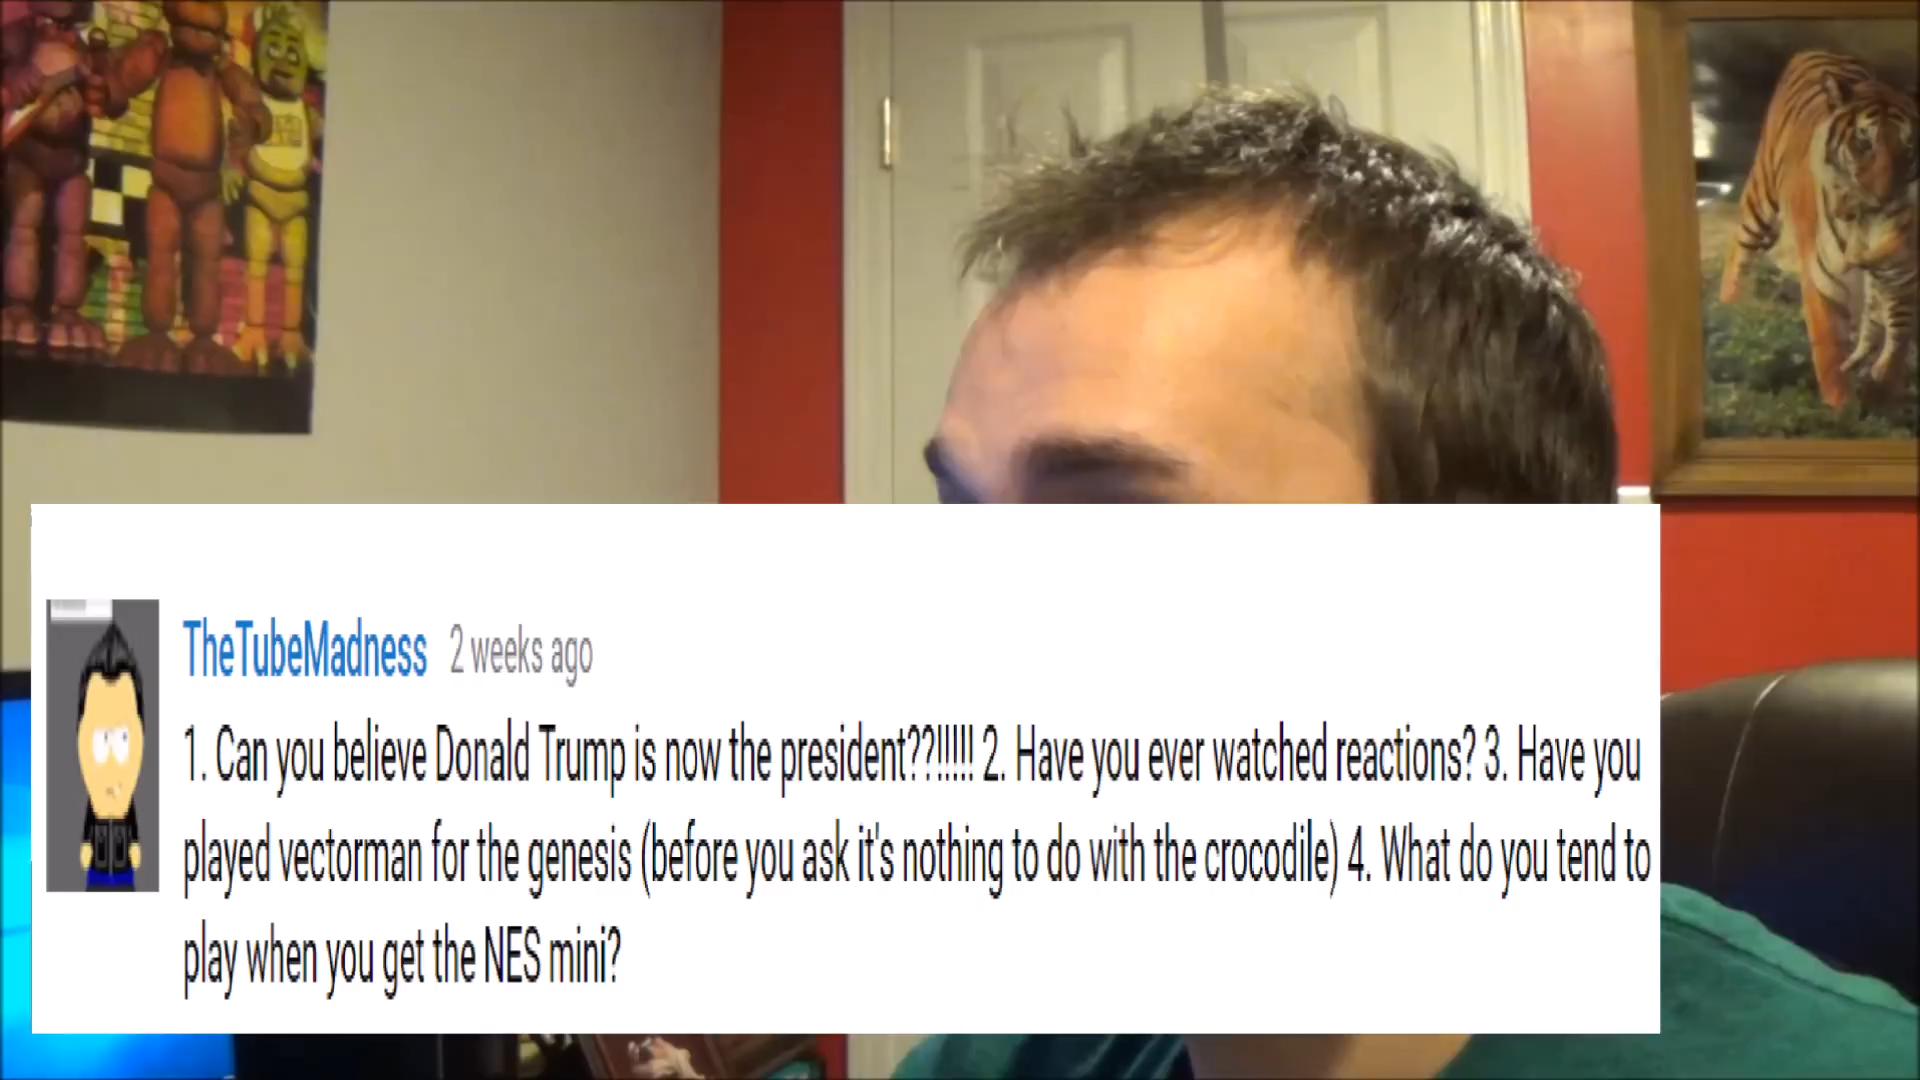 TheTubeMadness 2 weeks ago
1. Can you believe Donald Trump is now the president??!!!!! 2. Have you ever watched reactions? 3. Have you
played vectorman for the genesis (before you ask it's nothing to do with the crocodile) 4. What do you tend to
play when you get the NES mini?